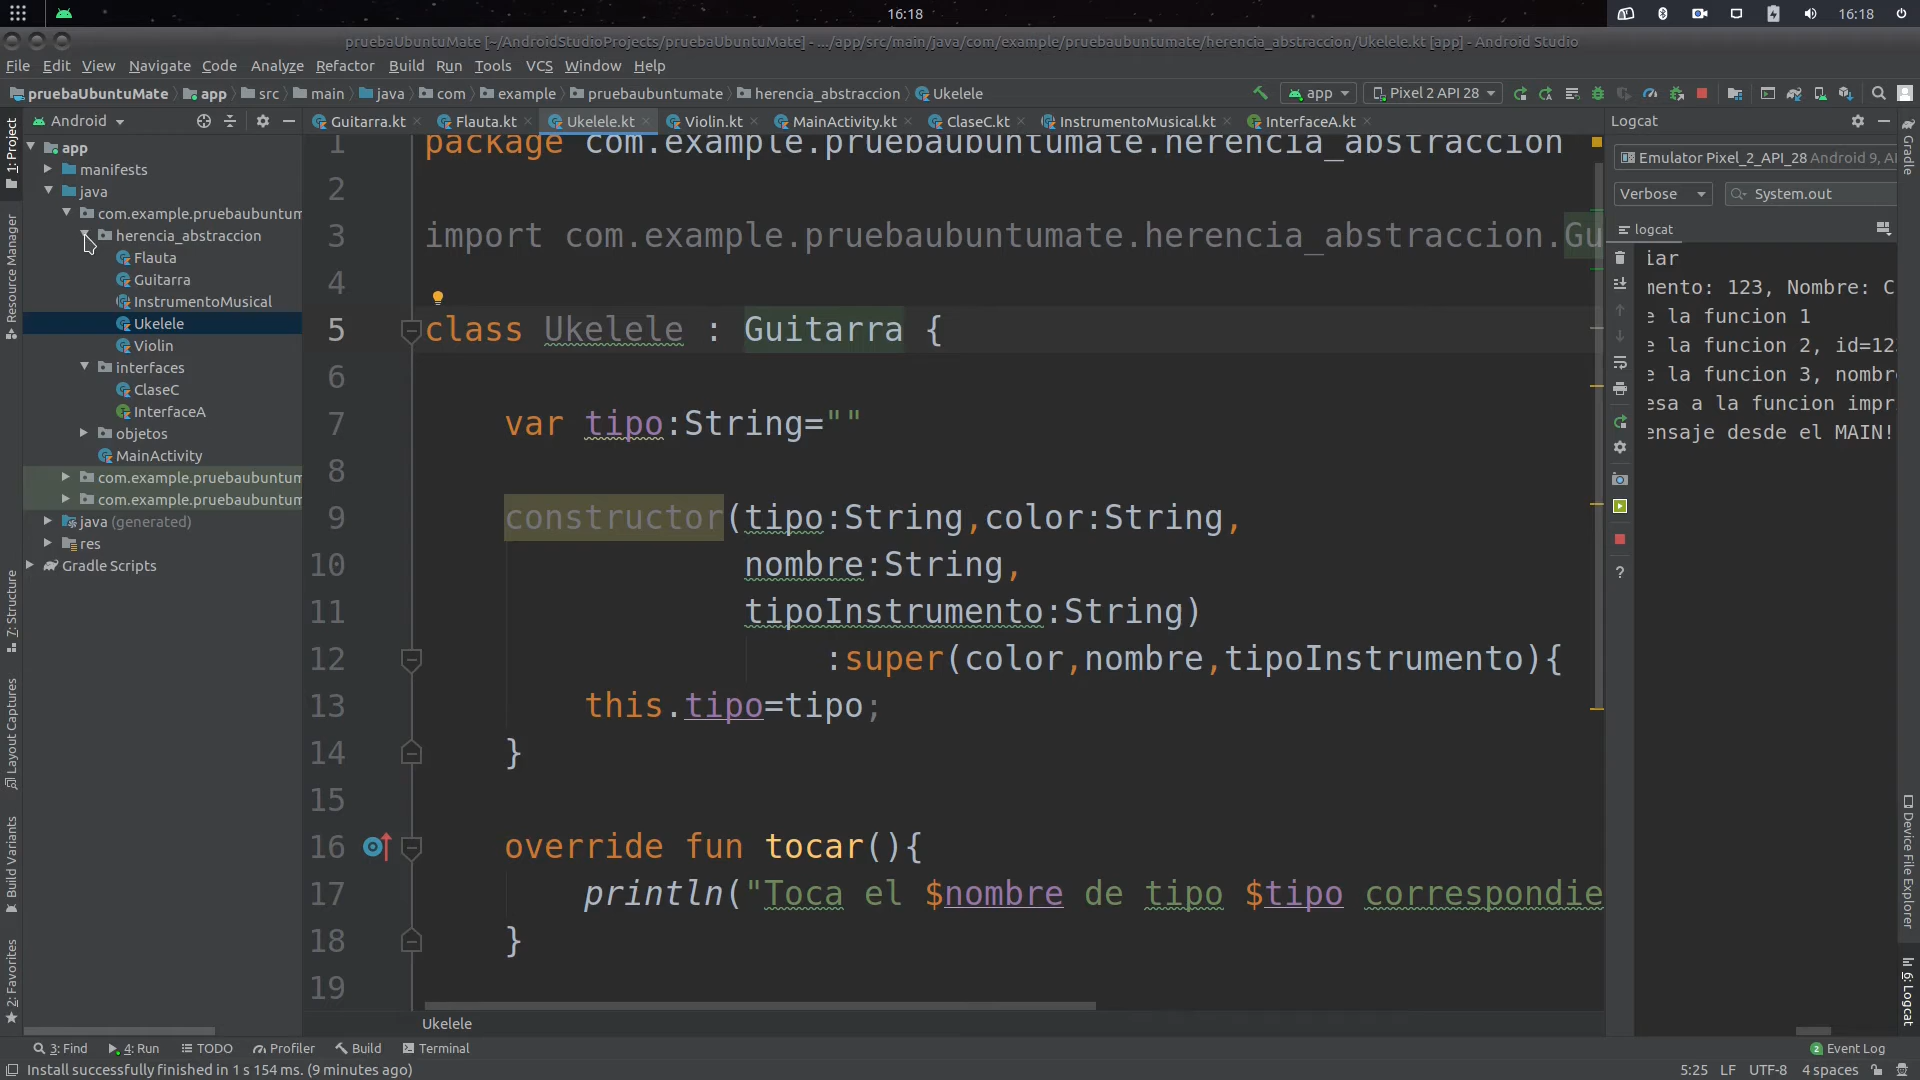 16:18
16:18
pruebaUbuntuMate [~/AndroidStudioProjects/pruebaUbuntuMate] - .../app/src/main/java/com/example/pruebaubuntumate/herencia_abstraccion/Ukelele.kt [app] - Android Studio
File Edit View Navigate Code Analyze Refactor Build Run Tools VCS Window Help
pruebaUbuntuMate app src main java com example pruebaubuntumate herencia_abstraccion Ukelele app Pixel 2 API 28
Android
Guitarra.kt Flauta.kt Ukelele.kt Violin.kt MainActivity.kt ClaseC.kt InstrumentoMusical.kt InterfaceA.kt
1: Project
Resource Manager
7: Structure
Layout Captures
Build Variants
2: Favorites
app
manifests
java
com.example.pruebaubuntum
herencia_abstraccion
Flauta
Guitarra
InstrumentoMusical
Ukelele
Violin
interfaces
ClaseC
InterfaceA
objetos
MainActivity
com.example.pruebaubuntum
com.example.pruebaubuntum
java (generated)
res
Gradle Scripts
1 package com.example.pruebaubuntumate.herencia_abstraccion
2
3 import com.example.pruebaubuntumate.herencia_abstraccion.Gu
4
5 class Ukelele : Guitarra {
6
7 var tipo:String=""
8
9 constructor(tipo:String,color:String,
10 nombre:String,
11 tipoInstrumento:String)
12 :super(color,nombre,tipoInstrumento){
13 this.tipo=tipo;
14 }
15
16 override fun tocar(){
17 println("Toca el $nombre de tipo $tipo correspondie
18 }
19
Ukelele
Logcat
Emulator Pixel_2_API_28 Android 9, AI
Verbose System.out
logcat
iar
mento: 123, Nombre: C
e la funcion 1
e la funcion 2, id=12
e la funcion 3, nombr
esa a la funcion impr
ensaje desde el MAIN!
?
Gradle
Device File Explorer
6: Logcat
3: Find 4: Run TODO Profiler Build Terminal 2 Event Log
Install successfully finished in 1 s 154 ms. (9 minutes ago) 5:25 LF UTF-8 4 spaces